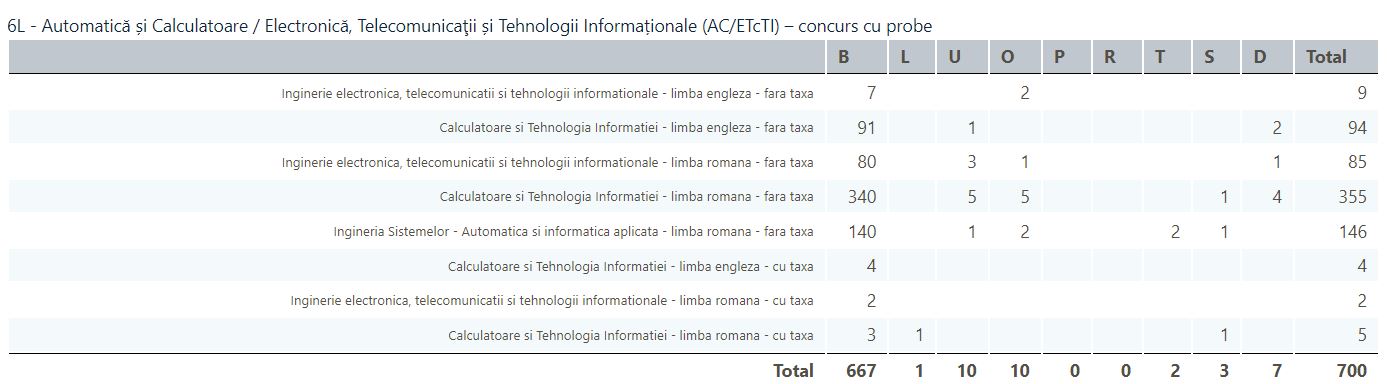 6L - Automatică și Calculatoare / Electronică, Telecomunicaţii și Tehnologii Informaționale (AC/ETcTI) – concurs cu probe
B L U O P R T S D Total
Inginerie electronica, telecomunicatii si tehnologii informationale - limba engleza - fara taxa 7 2 9
Calculatoare si Tehnologia Informatiei - limba engleza - fara taxa 91 1 2 94
Inginerie electronica, telecomunicatii si tehnologii informationale - limba romana - fara taxa 80 3 1 1 85
Calculatoare si Tehnologia Informatiei - limba romana - fara taxa 340 5 5 1 4 355
Ingineria Sistemelor - Automatica si informatica aplicata - limba romana - fara taxa 140 1 2 2 1 146
Calculatoare si Tehnologia Informatiei - limba engleza - cu taxa 4 4
Inginerie electronica, telecomunicatii si tehnologii informationale - limba romana - cu taxa 2 2
Calculatoare si Tehnologia Informatiei - limba romana - cu taxa 3 1 1 5
Total 667 1 10 10 0 0 2 3 7 700